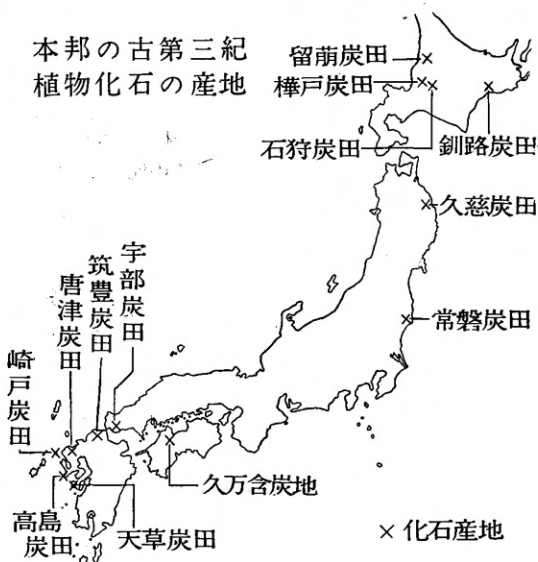 本邦の古第三紀
植物化石の産地
留萠炭田
樺戸炭田
石狩炭田
釧路炭田
久慈炭田
常磐炭田
宇部炭田
筑豊炭田
唐津炭田
崎戸炭田
久万含炭地
高島
炭田
天草炭田
× 化石産地